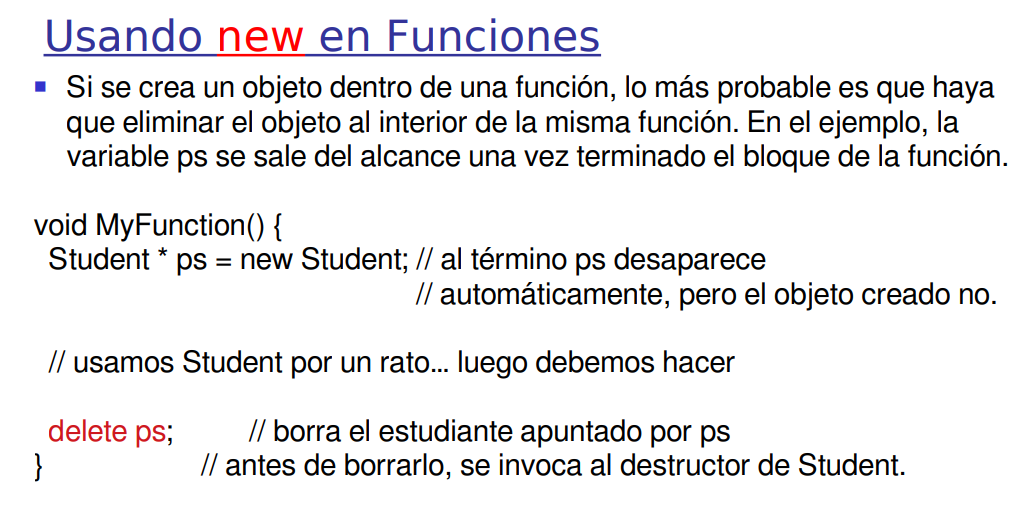 Usando new en Funciones
Si se crea un objeto dentro de una función, lo más probable es que haya
que eliminar el objeto al interior de la misma función. En el ejemplo, la
variable ps se sale del alcance una vez terminado el bloque de la función.
void MyFunction() {
Student * ps = new Student; // al término ps desaparece
// automáticamente, pero el objeto creado no.
// usamos Student por un rato... luego debemos hacer
delete ps; // borra el estudiante apuntado por ps
} // antes de borrarlo, se invoca al destructor de Student.